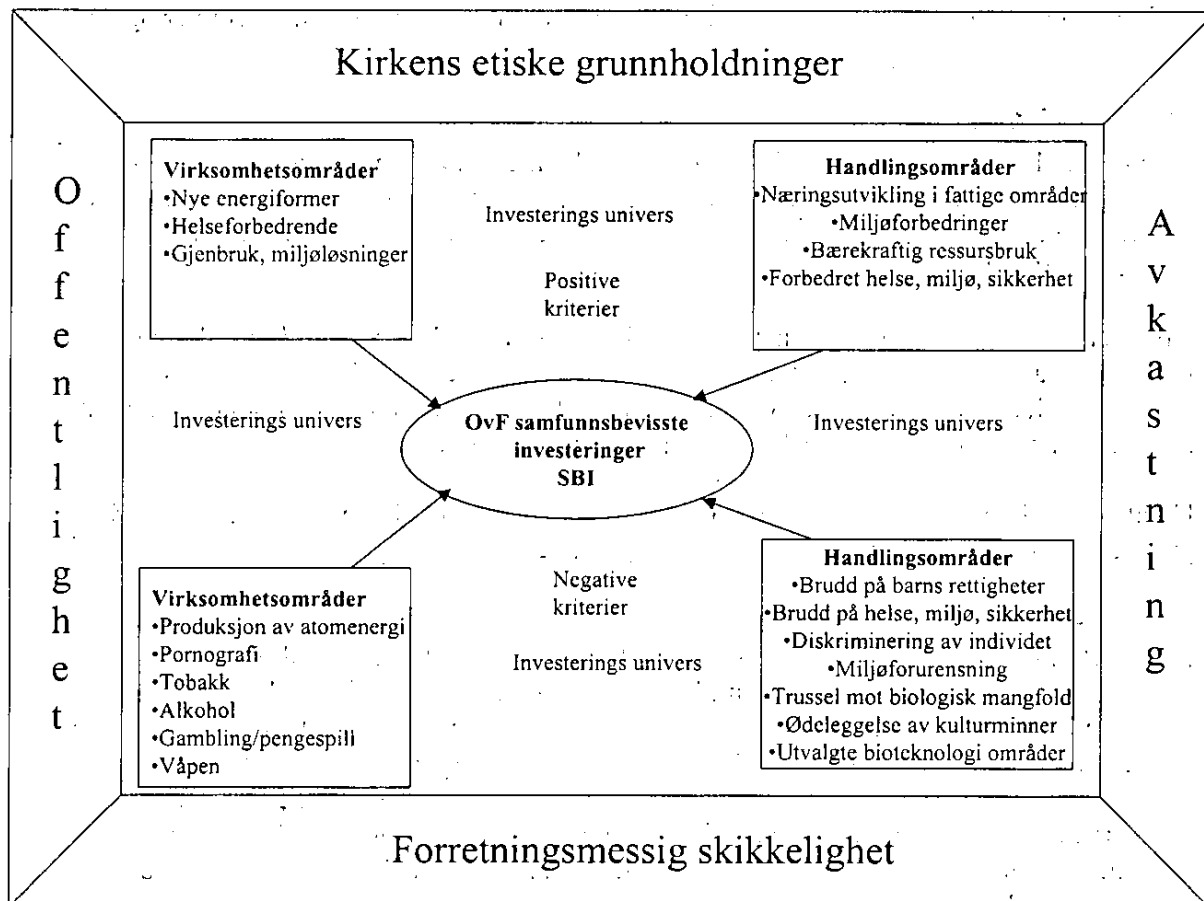 Kirkens etiske grunnholdninger
Offentlighet
Virksomhetsområder
•Nye energiformer
•Helseforbedrende
•Gjenbruk, miljøløsninger
Investerings univers
Positive
kriterier
Handlingsområder
•Næringsutvikling i fattige områder
•Miljøforbedringer
•Bærekraftig ressursbruk
•Forbedret helse, miljø, sikkerhet
Avkastning
Investerings univers
OvF samfunnsbevisste
investeringer
SBI
Investerings univers
Virksomhetsområder
•Produksjon av atomenergi
•Pornografi
•Tobakk
•Alkohol
•Gambling/pengespill
•Våpen
Negative
kriterier
Investerings univers
Handlingsområder
•Brudd på barns rettigheter
•Brudd på helse, miljø, sikkerhet
•Diskriminering av individet
•Miljøforurensning
•Trussel mot biologisk mangfold
•Ødeleggelse av kulturminner
•Utvalgte bioteknologi områder
Forretningsmessig skikkelighet